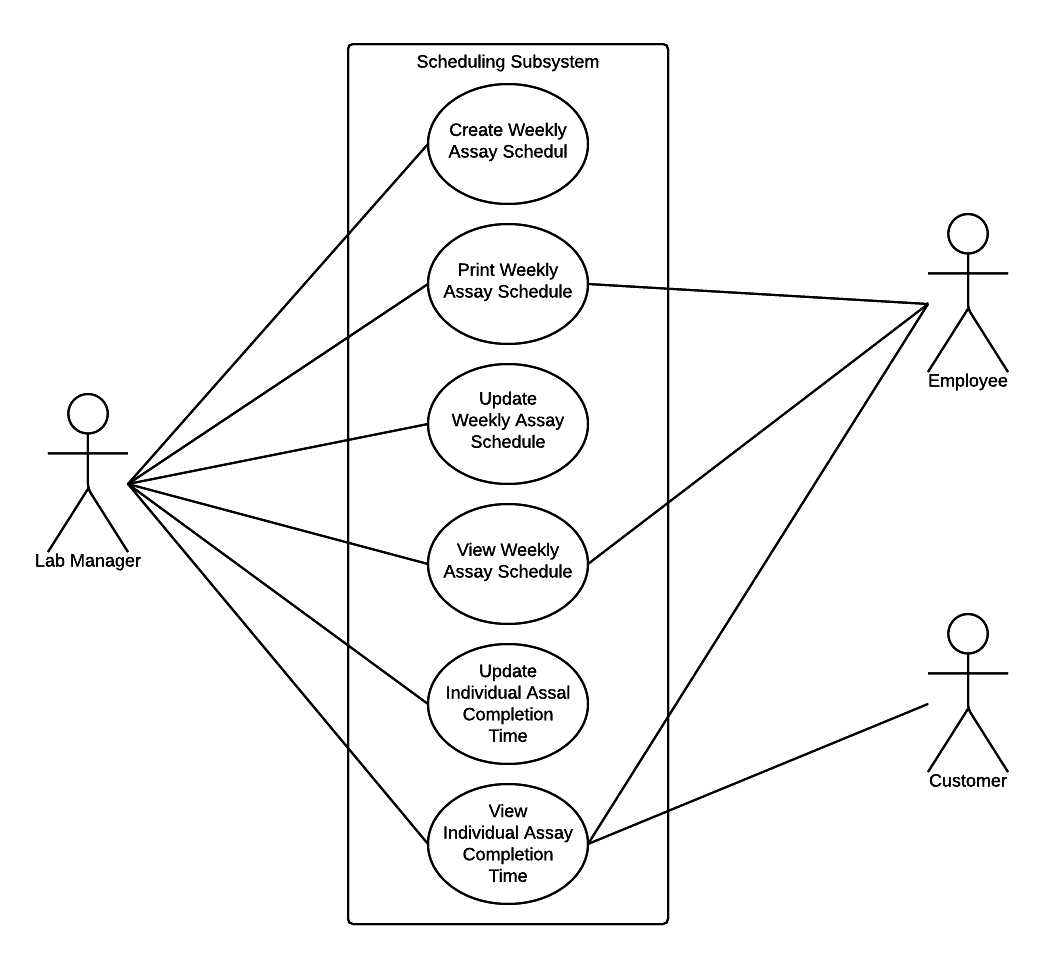 Scheduling Subsystem
Create Weekly
Assay Schedul
Print Weekly
Assay Schedule
Update
Weekly Assay
Schedule
View Weekly
Assay Schedule
Update
Individual Assal
Completion
Time
View
Individual Assay
Completion
Time
Lab Manager
Employee
Customer